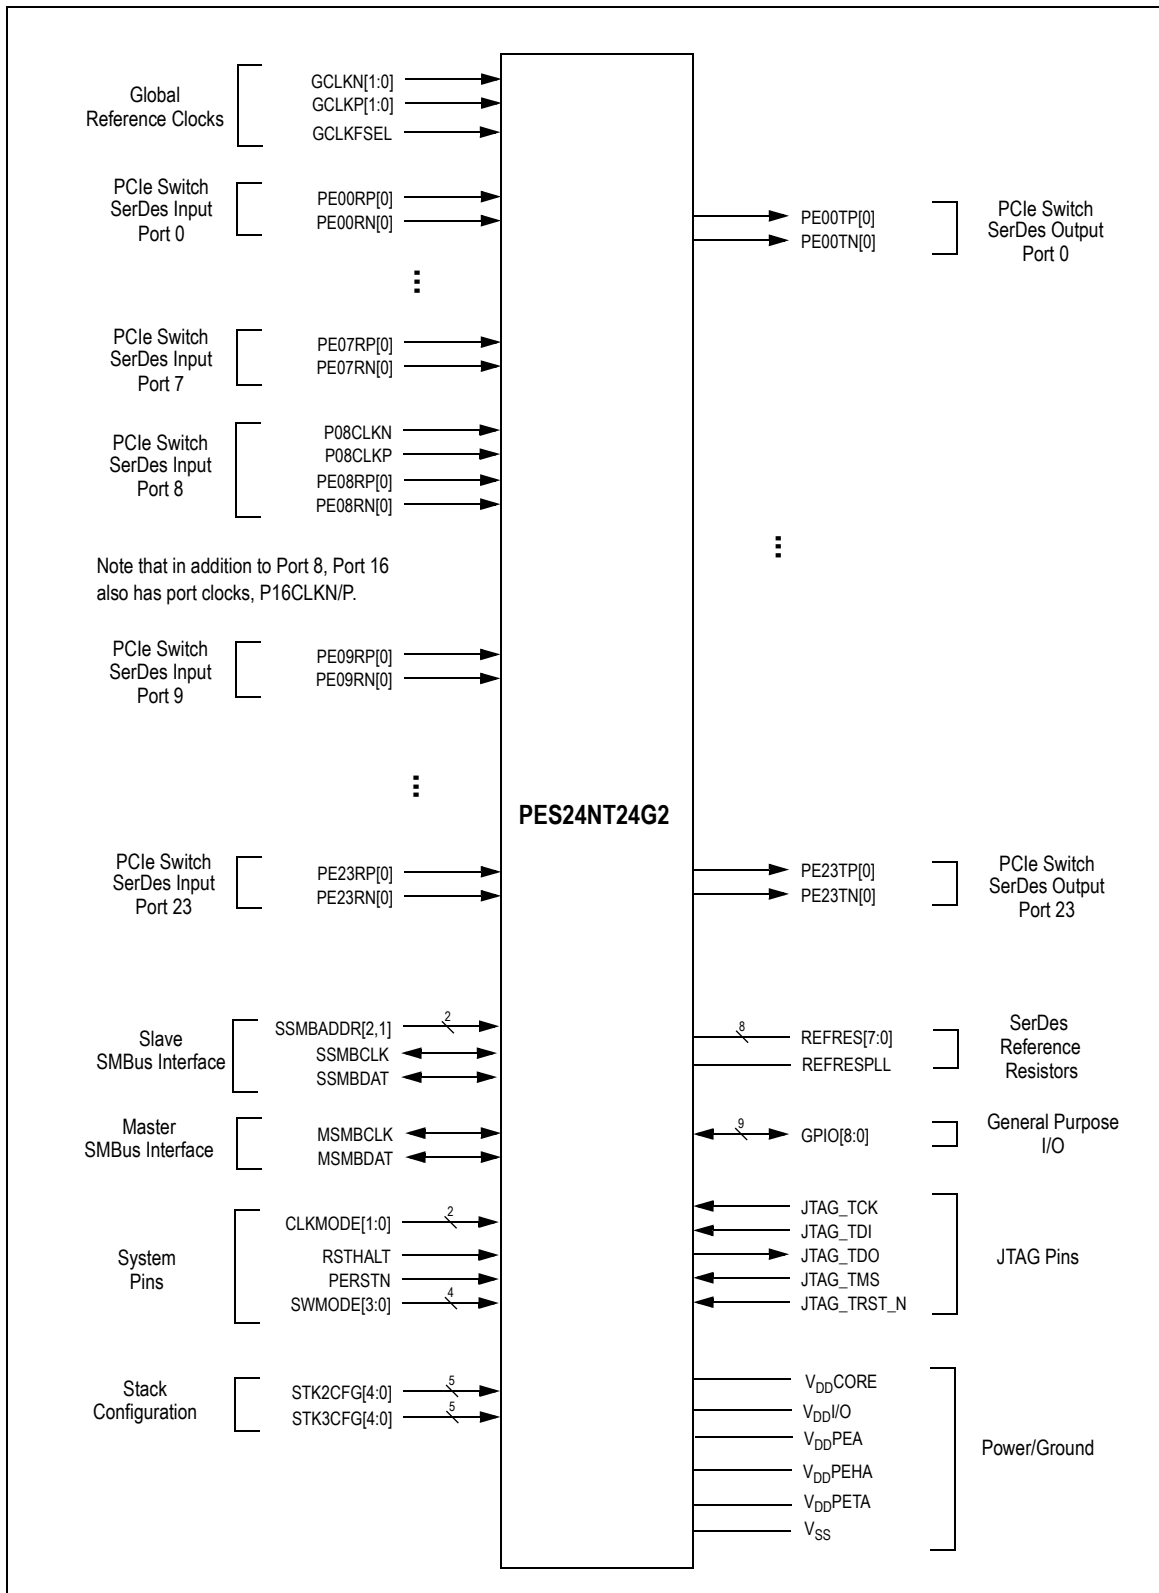 Global
Reference Clocks
GCLKN[1:0]
GCLKP[1:0]
GCLKFSEL
PCIe Switch
SerDes Input
Port 0
PE00RP[0]
PE00RN[0]
...
PCIe Switch
SerDes Input
Port 7
PE07RP[0]
PE07RN[0]
PCIe Switch
SerDes Input
Port 8
P08CLKN
P08CLKP
PE08RP[0]
PE08RN[0]
Note that in addition to Port 8, Port 16
also has port clocks, P16CLKN/P.
PCIe Switch
SerDes Input
Port 9
PE09RP[0]
PE09RN[0]
...
PCIe Switch
SerDes Input
Port 23
PE23RP[0]
PE23RN[0]
Slave
SMBus Interface
SSMBADDR[2,1]
2
SSMBCLK
SSMBDAT
Master
SMBus Interface
MSMBCLK
MSMBDAT
System
Pins
CLKMODE[1:0]
2
RSTHALT
PERSTN
SWMODE[3:0]
4
Stack
Configuration
STK2CFG[4:0]
5
STK3CFG[4:0]
5
PES24NT24G2
PE00TP[0]
PE00TN[0]
PCIe Switch
SerDes Output
Port 0
...
PE23TP[0]
PE23TN[0]
PCIe Switch
SerDes Output
Port 23
8
REFRES[7:0]
REFRESPLL
SerDes
Reference
Resistors
9
GPIO[8:0]
General Purpose
I/O
JTAG_TCK
JTAG_TDI
JTAG_TDO
JTAG_TMS
JTAG_TRST_N
JTAG Pins
VDDCORE
VDDI/O
VDDPEA
VDDPEHA
VDDPETA
VSS
Power/Ground